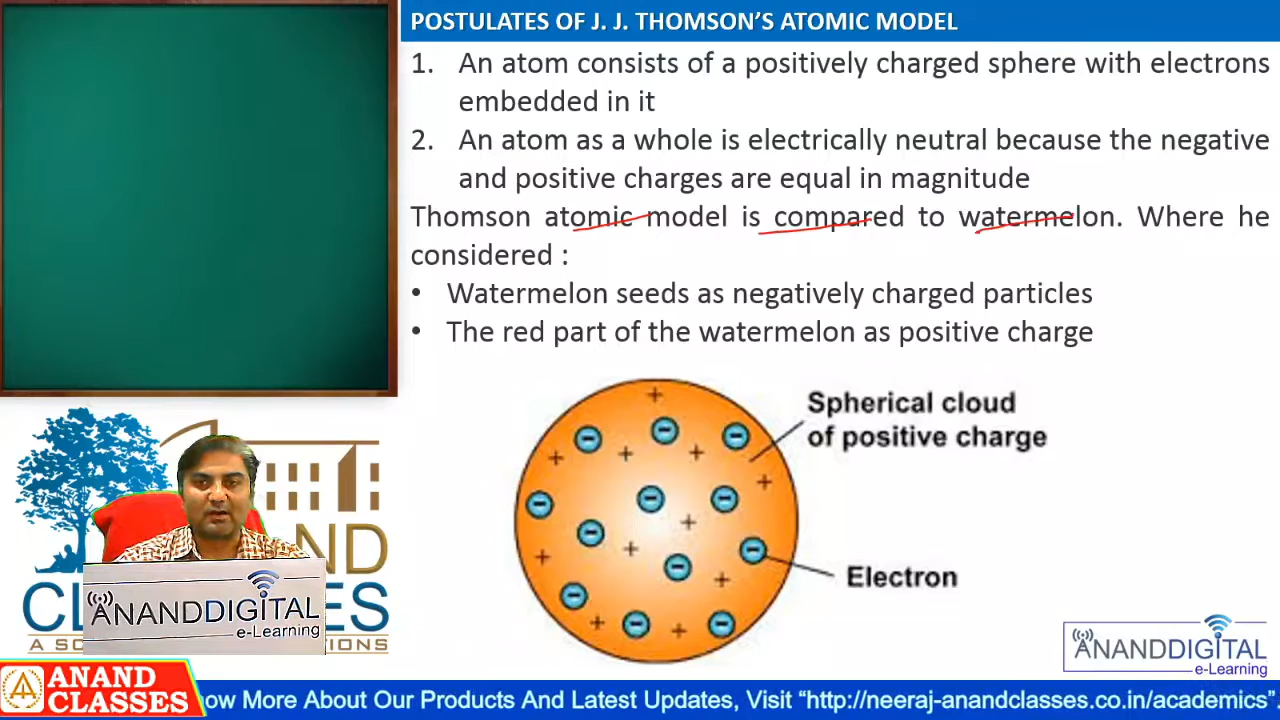 POSTULATES OF J. J. THOMSON'S ATOMIC MODEL
1. An atom consists of a positively charged sphere with electrons
embedded in it
2. An atom as a whole is electrically neutral because the negative
and positive charges are equal in magnitude
Thomson atomic model is compared to watermelon. Where he
considered :
• Watermelon seeds as negatively charged particles
• The red part of the watermelon as positive charge
Spherical cloud
of positive charge
Electron
ANANDDIGITAL
e-Learning
ANANDDIGITAL
e-Learning
ANAND
CLASSES
ow More About Our Products And Latest Updates, Visit “http://neeraj-anandclasses.co.in/academics”.